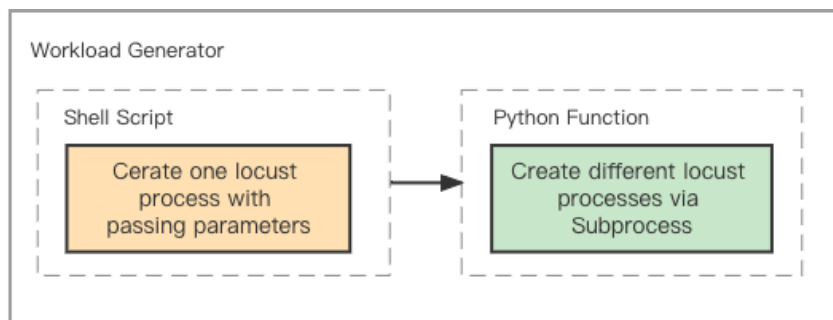 Workload Generator
Shell Script
Cerate one locust
process with
passing parameters
Python Function
Create different locust
processes via
Subprocess